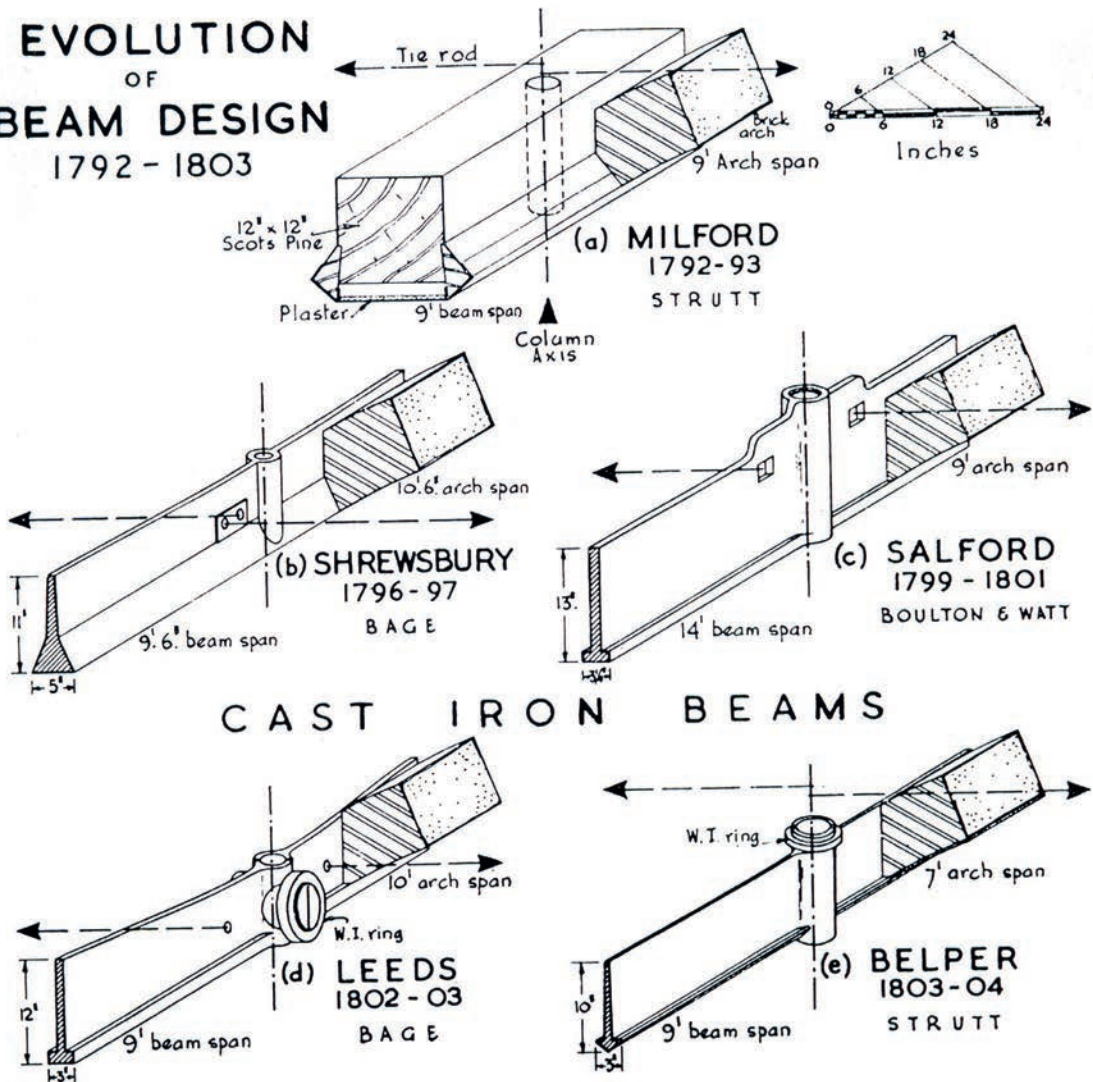 EVOLUTION
OF
BEAM DESIGN
1792 - 1803
Tie rod
Brick
arch
9' Arch span
0 6 12 18 24
0 6 12 18 24
Inches
12" x 12"
Scots Pine
Plaster
9' beam span
Column
Axis
(a) MILFORD
1792-93
STRUTT
10'.6" arch span
(b) SHREWSBURY
1796-97
BAGE
11"
9'.6" beam span
5"
9' arch span
(c) SALFORD
1799 - 1801
BOULTON & WATT
13"
14' beam span
CAST IRON BEAMS
10' arch span
W.I. ring
(d) LEEDS
1802-03
BAGE
12"
9' beam span
3"
W.I. ring
7' arch span
(e) BELPER
1803-04
STRUTT
10"
9' beam span
3"